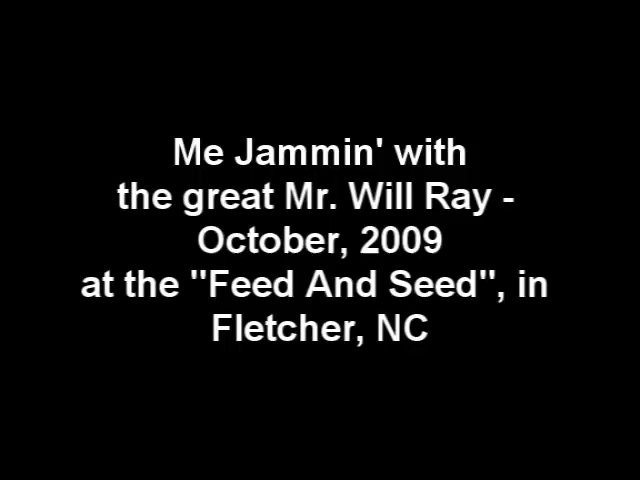 Me Jammin' with
the great Mr. Will Ray -
October, 2009
at the "Feed And Seed", in
Fletcher, NC